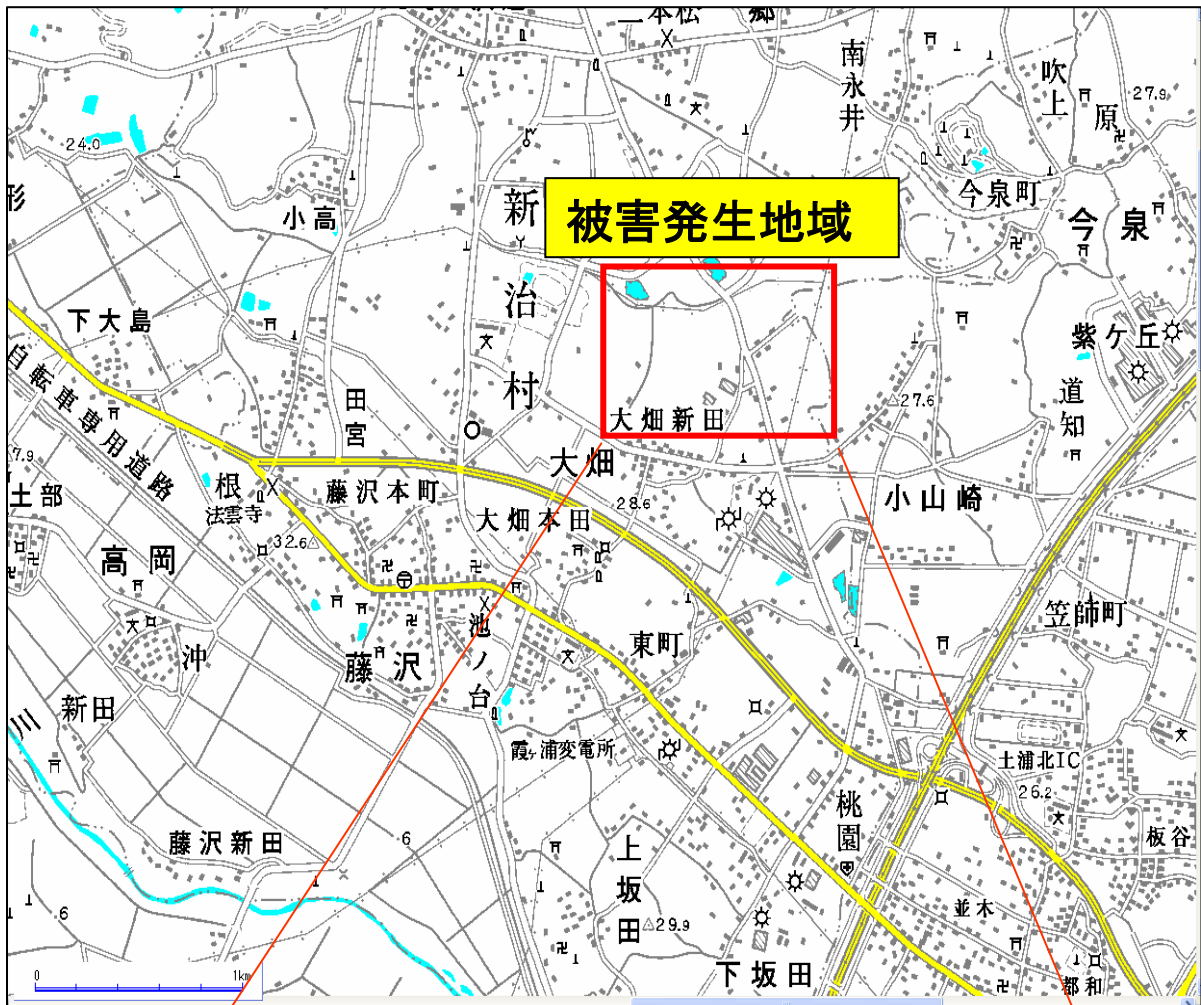 二本松
郷
南永井
吹上
原
27.9
24.0
形
小高
新治村
被害発生地域
今泉町
今泉
下大島
自転車専用道路
田宮
大畑新田
27.6
紫ケ丘
道知
7.9
土部
根
法雲寺
藤沢本町
大畑
大畑本田
28.6
小山崎
32.6
高岡
沖
新田
川
藤沢
池ノ台
東町
笠師町
霞ヶ浦変電所
土浦北IC
26.2
桃園
板谷
藤沢新田
6
6
上坂田
29.9
並木
下坂田
都和
0
1km